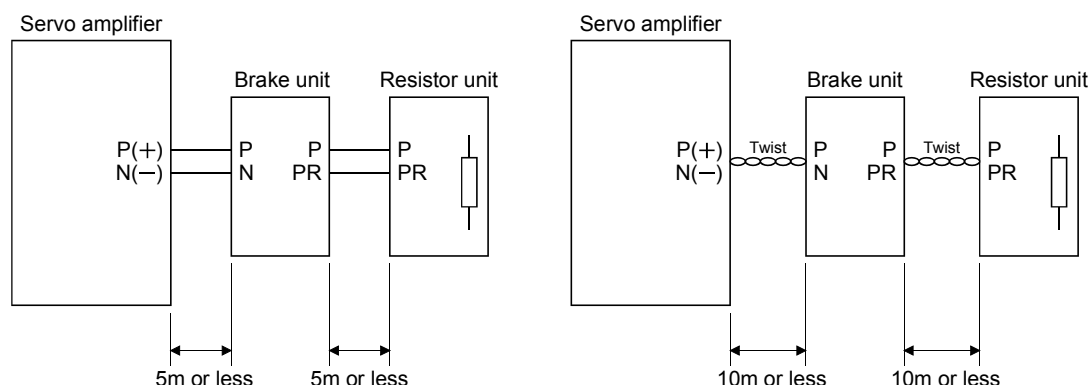 Servo amplifier
Brake unit
Resistor unit
P(+)
N(−)
P
N
P
PR
P
PR
5m or less
5m or less
Servo amplifier
Brake unit
Resistor unit
P(+)
N(−)
Twist
P
N
P
PR
Twist
P
PR
10m or less
10m or less